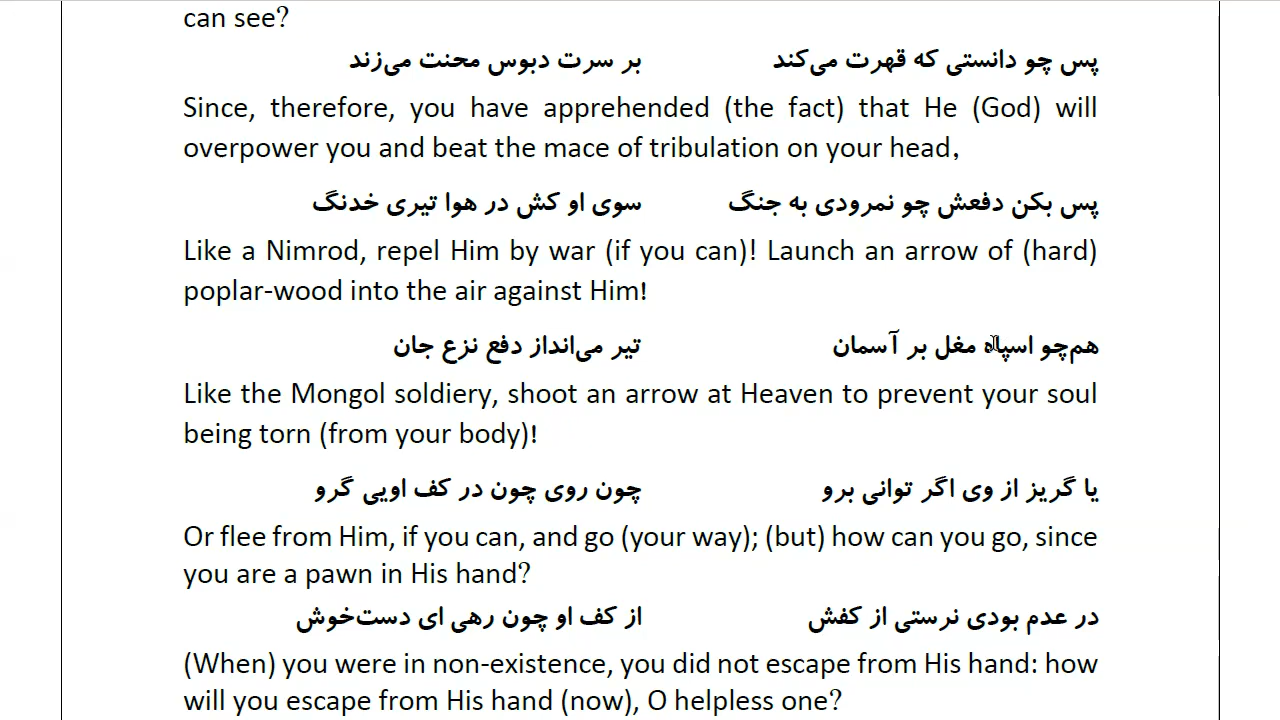 can see?
پس چو دانستی که قهرت می‌کند بر سرت دبوس محنت می‌زند
Since, therefore, you have apprehended (the fact) that He (God) will
overpower you and beat the mace of tribulation on your head,
پس بکن دفعش چو نمرودی به جنگ سوی او کش در هوا تیری خدنگ
Like a Nimrod, repel Him by war (if you can)! Launch an arrow of (hard)
poplar-wood into the air against Him!
هم‌چو اسپاه مغل بر آسمان تیر می‌انداز دفع نزع جان
Like the Mongol soldiery, shoot an arrow at Heaven to prevent your soul
being torn (from your body)!
یا گریز از وی اگر توانی برو چون روی چون در کف اویی گرو
Or flee from Him, if you can, and go (your way); (but) how can you go, since
you are a pawn in His hand?
در عدم بودی نرستی از کفش از کف او چون رهی ای دست‌خوش
(When) you were in non-existence, you did not escape from His hand: how
will you escape from His hand (now), O helpless one?